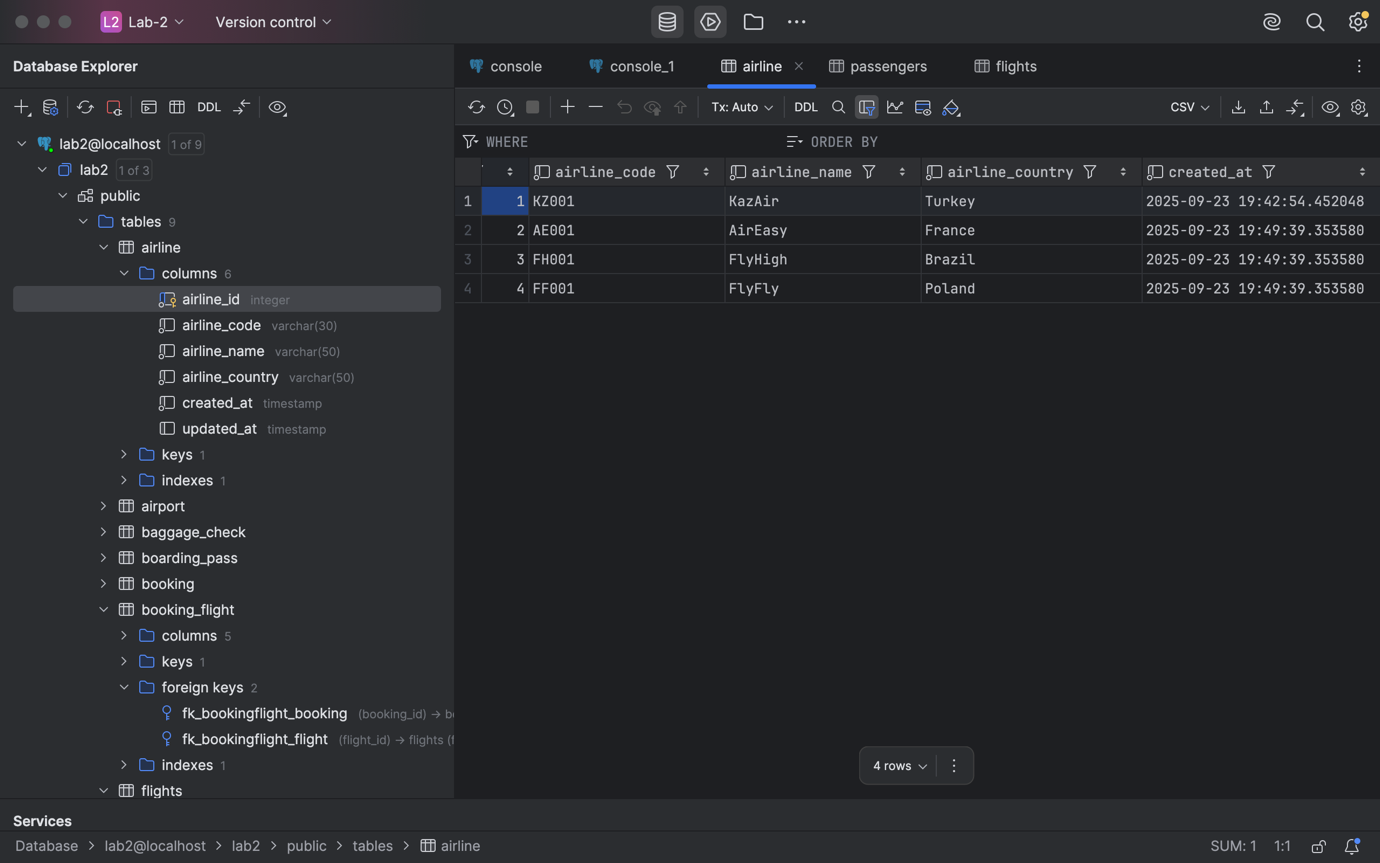 L2 Lab-2 Version control
Database Explorer
console console_1 airline passengers flights
DDL
Tx: Auto DDL CSV
WHERE ORDER BY
lab2@localhost 1 of 9
lab2 1 of 3
public
tables 9
airline
columns 6
airline_id integer
airline_code varchar(30)
airline_name varchar(50)
airline_country varchar(50)
created_at timestamp
updated_at timestamp
keys 1
indexes 1
airport
baggage_check
boarding_pass
booking
booking_flight
columns 5
keys 1
foreign keys 2
fk_bookingflight_booking (booking_id) → b
fk_bookingflight_flight (flight_id) → flights (f
indexes 1
flights
airline_code airline_name airline_country created_at
1 1 KZ001 KazAir Turkey 2025-09-23 19:42:54.452048
2 2 AE001 AirEasy France 2025-09-23 19:49:39.353580
3 3 FH001 FlyHigh Brazil 2025-09-23 19:49:39.353580
4 4 FF001 FlyFly Poland 2025-09-23 19:49:39.353580
4 rows
Services
Database > lab2@localhost > lab2 > public > tables > airline SUM: 1 1:1